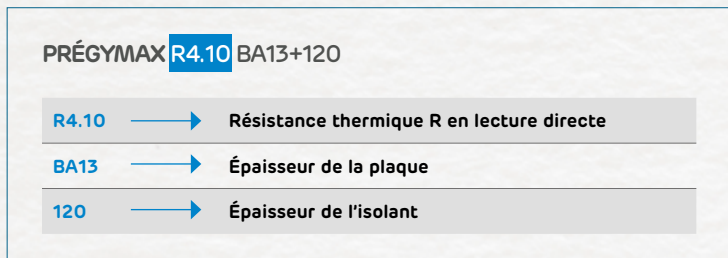 PRÉGYMAX R4.10 BA13+120
R4.10 Résistance thermique R en lecture directe
BA13 Épaisseur de la plaque
120 Épaisseur de l'isolant